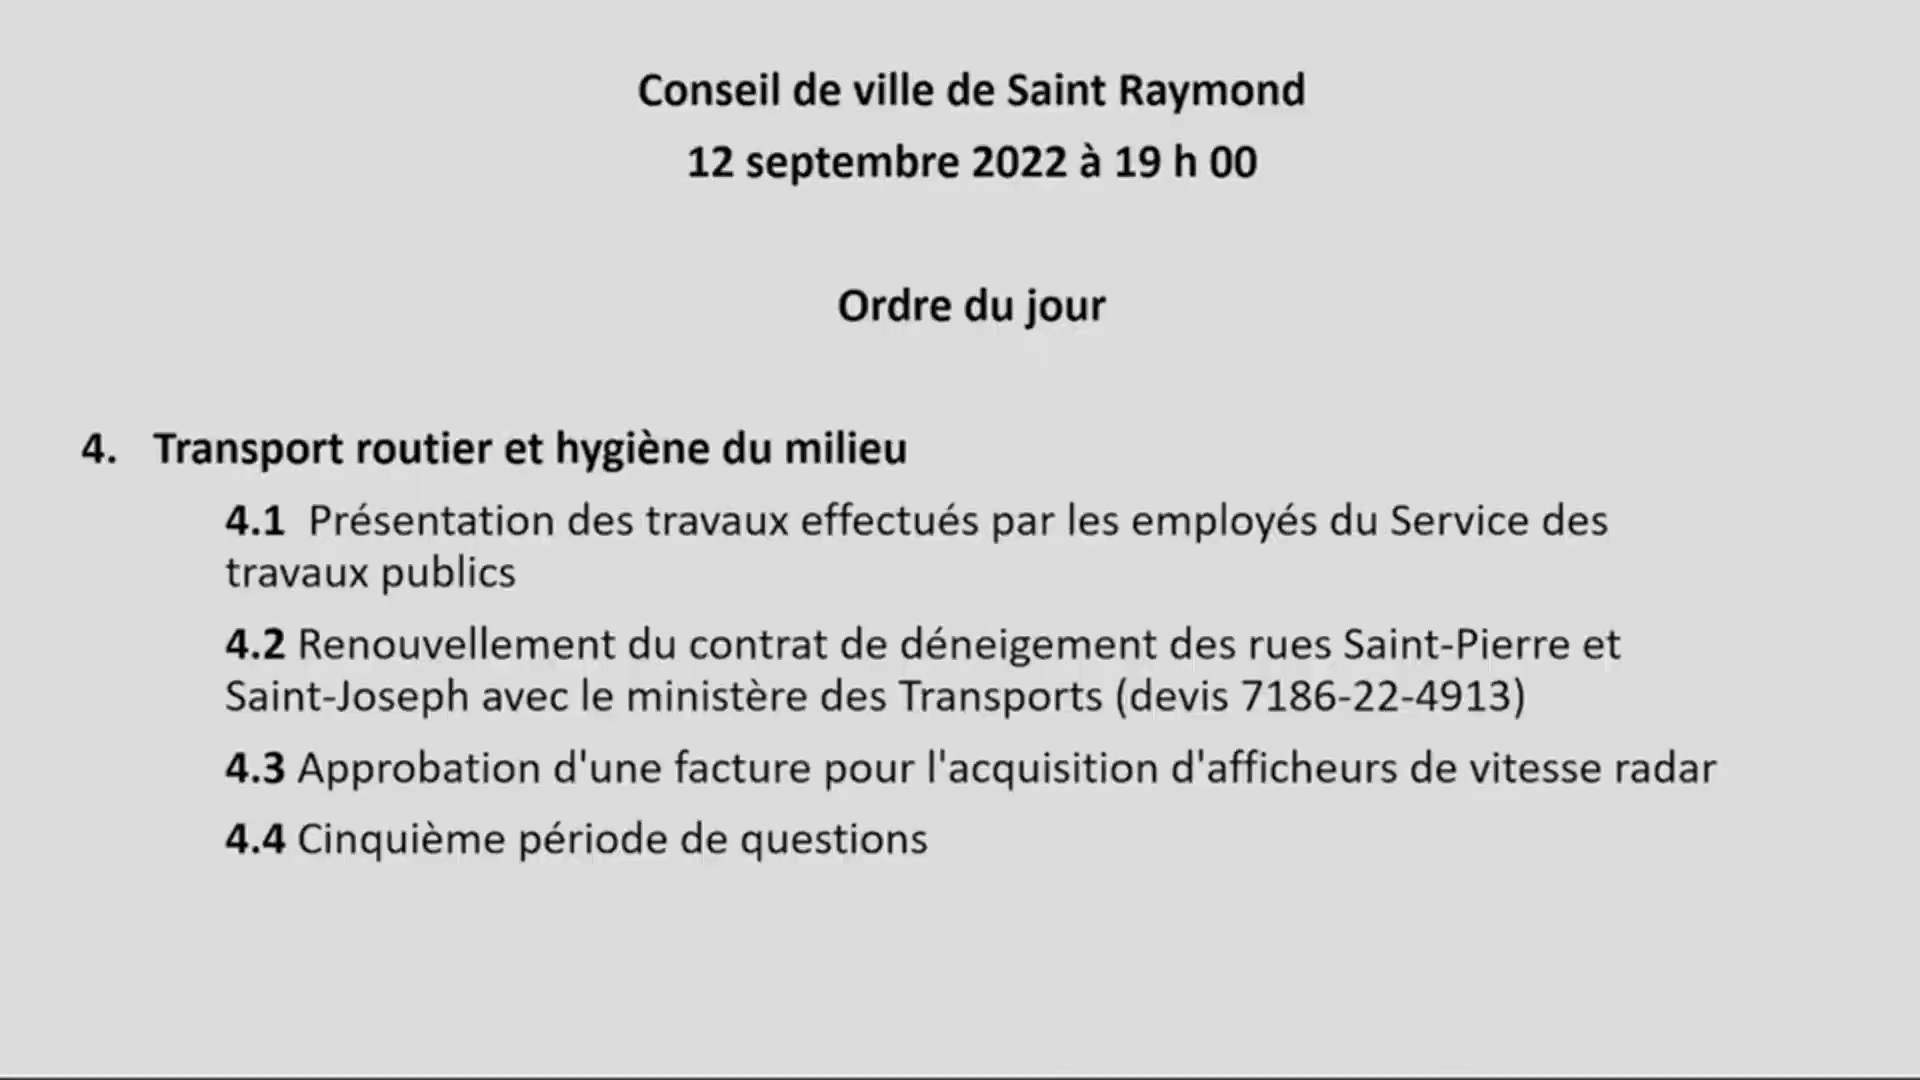 Conseil de ville de Saint Raymond
12 septembre 2022 à 19 h 00
Ordre du jour
4. Transport routier et hygiène du milieu
4.1 Présentation des travaux effectués par les employés du Service des
travaux publics
4.2 Renouvellement du contrat de déneigement des rues Saint-Pierre et
Saint-Joseph avec le ministère des Transports (devis 7186-22-4913)
4.3 Approbation d'une facture pour l'acquisition d'afficheurs de vitesse radar
4.4 Cinquième période de questions